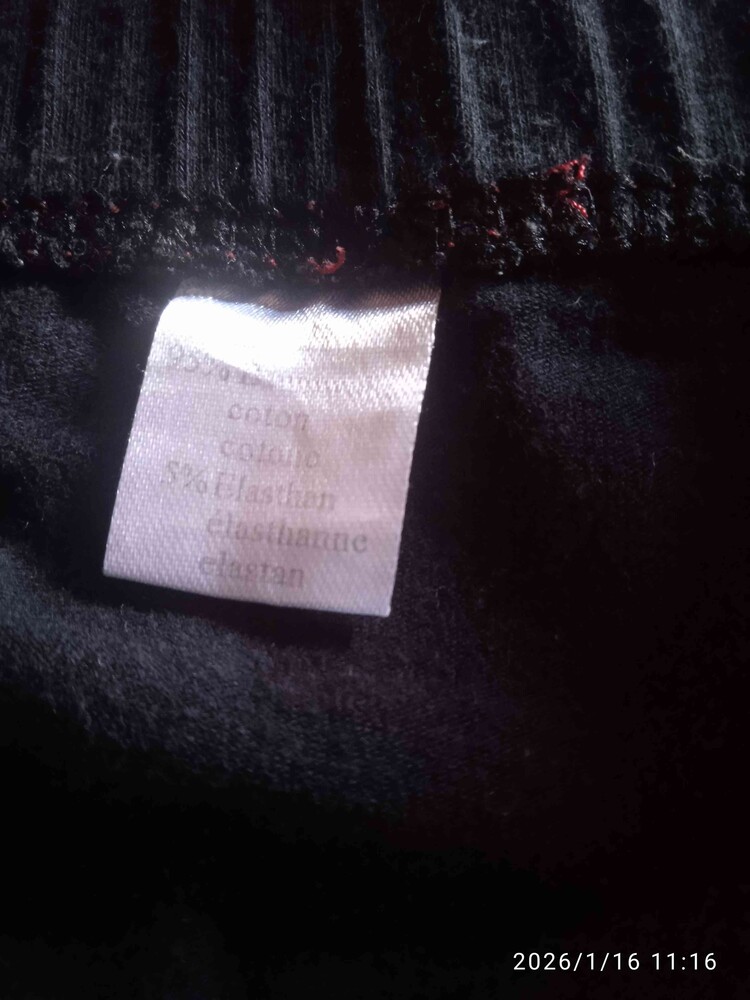 95%
coton
cotone
5% Elasthan
élasthanne
elastan
2026/1/16 11:16